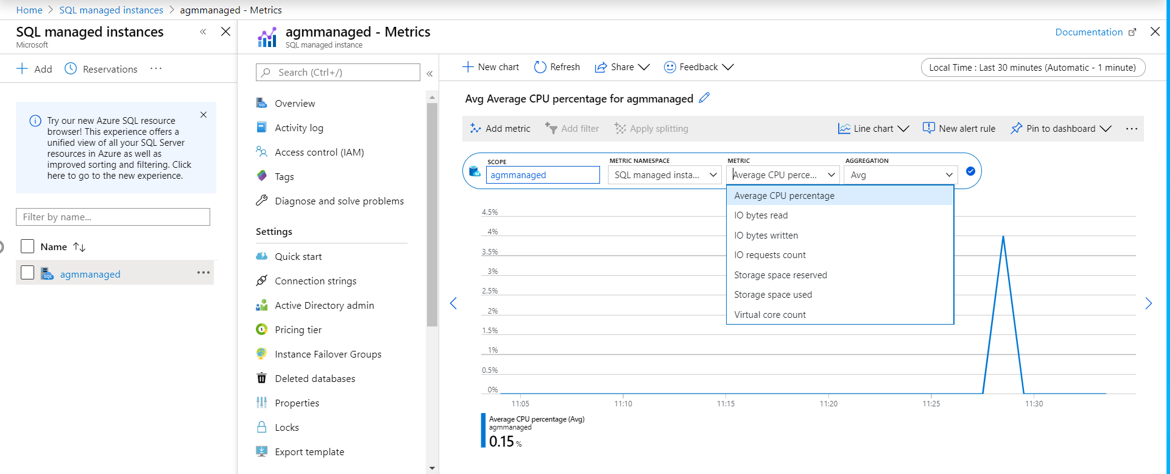 Home > SQL managed instances > agmmanaged - Metrics
SQL managed instances
Microsoft
Add
Reservations
Try our new Azure SQL resource
browser! This experience offers a
unified view of all your SQL Server
resources in Azure as well as
improved sorting and filtering. Click
here to go to the new experience.
Filter by name...
Name
agmmanaged
agmmanaged - Metrics
SQL managed instance
Documentation
Search (Ctrl+/)
Overview
Activity log
Access control (IAM)
Tags
Diagnose and solve problems
Settings
Quick start
Connection strings
Active Directory admin
Pricing tier
Instance Failover Groups
Deleted databases
Properties
Locks
Export template
New chart
Refresh
Share
Feedback
Local Time : Last 30 minutes (Automatic - 1 minute)
Avg Average CPU percentage for agmmanaged
Add metric
Add filter
Apply splitting
Line chart
New alert rule
Pin to dashboard
SCOPE
agmmanaged
METRIC NAMESPACE
SQL managed insta...
METRIC
Average CPU perce...
AGGREGATION
Avg
Average CPU percentage
IO bytes read
IO bytes written
IO requests count
Storage space reserved
Storage space used
Virtual core count
4.5%
4%
3.5%
3%
2.5%
2%
1.5%
1%
0.5%
0%
11:05
11:10
11:15
11:20
11:25
11:30
Average CPU percentage (Avg)
agmmanaged
0.15 %